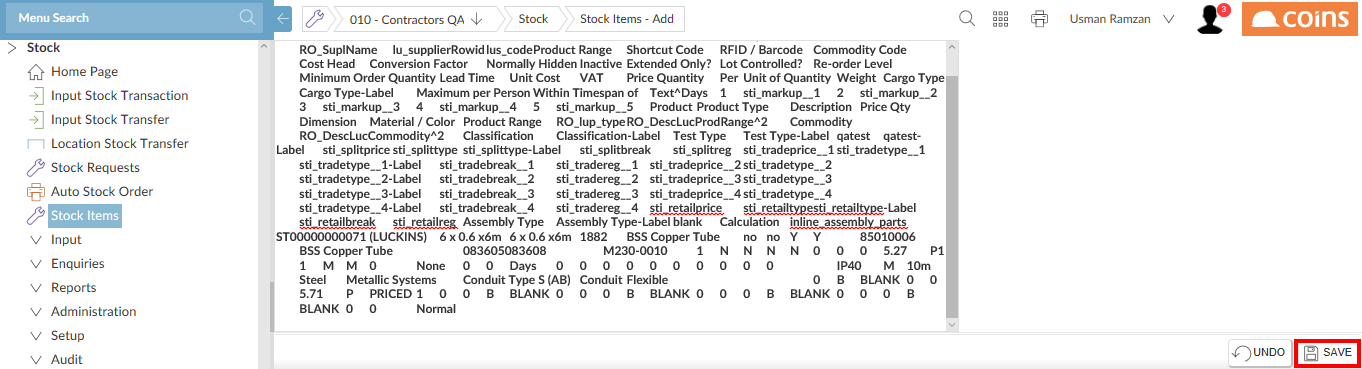 Menu Search
010 - Contractors QA
Stock
Stock Items - Add
Usman Ramzan
3
coins
Stock
Home Page
Input Stock Transaction
Input Stock Transfer
Location Stock Transfer
Stock Requests
Auto Stock Order
Stock Items
Input
Enquiries
Reports
Administration
Setup
Audit
RO_SuplName lu_supplierRowid lus_codeProduct Range Shortcut Code RFID / Barcode Commodity Code
Cost Head Conversion Factor Normally Hidden Inactive Extended Only? Lot Controlled? Re-order Level
Minimum Order Quantity Lead Time Unit Cost VAT Price Quantity Per Unit of Quantity Weight Cargo Type
Cargo Type-Label Maximum per Person Within Timespan of Text^Days 1 sti_markup__1 2 sti_markup__2
3 sti_markup__3 4 sti_markup__4 5 sti_markup__5 Product Product Type Description Price Qty
Dimension Material / Color Product Range RO_lup_typeRO_DescLucProdRange^2 Commodity
RO_DescLucCommodity^2 Classification Classification-Label Test Type Test Type-Label qatest qatest-
Label sti_splitprice sti_splittype sti_splittype-Label sti_splitbreak sti_splitreg sti_tradeprice__1 sti_tradetype__1
sti_tradetype__1-Label sti_tradebreak__1 sti_tradereg__1 sti_tradeprice__2 sti_tradetype__2
sti_tradetype__2-Label sti_tradebreak__2 sti_tradereg__2 sti_tradeprice__3 sti_tradetype__3
sti_tradetype__3-Label sti_tradebreak__3 sti_tradereg__3 sti_tradeprice__4 sti_tradetype__4
sti_tradetype__4-Label sti_tradebreak__4 sti_tradereg__4 sti_retailprice sti_retailtypesti_retailtype-Label
sti_retailbreak sti_retailreg Assembly Type Assembly Type-Label blank Calculation inline_assembly_parts
ST00000000071 (LUCKINS) 6 x 0.6 x6m 6 x 0.6 x6m 1882 BSS Copper Tube no no Y Y 85010006
BSS Copper Tube 083605083608 M230-0010 1 N N N N 0 0 0 5.27 P1
1 M M 0 None 0 0 Days 0 0 0 0 0 0 0 0 0 0 IP40 M 10m
Steel Metallic Systems Conduit Type S (AB) Conduit Flexible 0 B BLANK 0 0
5.71 P PRICED 1 0 0 B BLANK 0 0 0 B BLANK 0 0 0 B BLANK 0 0 0 B
BLANK 0 0 Normal
UNDO
SAVE